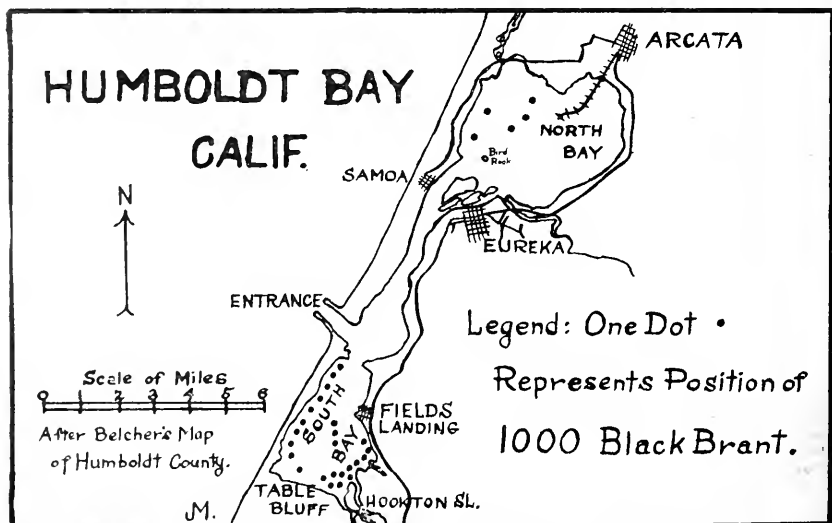 HUMBOLDT BAY
CALIF.
ARCATA
NORTH
BAY
Bird
Rock
SAMOA
N
EUREKA
ENTRANCE
Legend: One Dot •
Represents Position of
1000 Black Brant.
Scale of Miles
0 1 2 3 4 5 6
After Belcher's Map
of Humboldt County.
SOUTH
BAY
FIELDS
LANDING
TABLE
BLUFF
HOOKTON SL.
J.M.